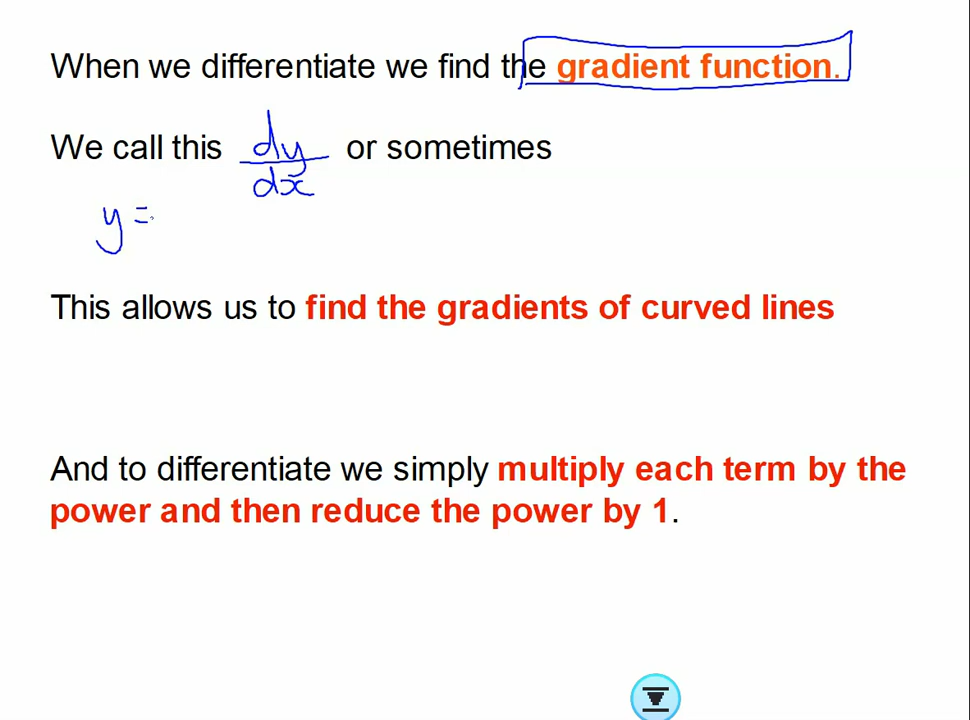 When we differentiate we find the gradient function.
We call this dy/dx or sometimes
y =
This allows us to find the gradients of curved lines
And to differentiate we simply multiply each term by the
power and then reduce the power by 1.